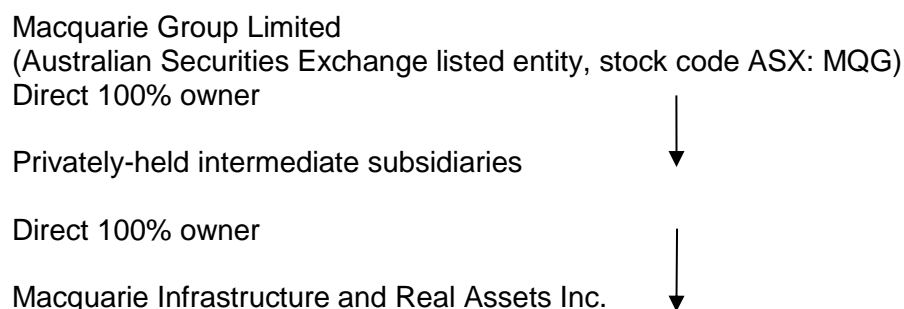 Macquarie Group Limited
(Australian Securities Exchange listed entity, stock code ASX: MQG)
Direct 100% owner
Privately-held intermediate subsidiaries
Direct 100% owner
Macquarie Infrastructure and Real Assets Inc.